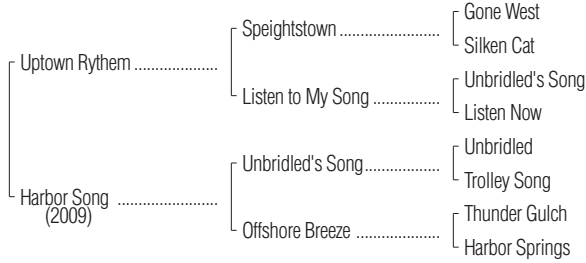 Gone West
Speightstown ..................
Silken Cat
Uptown Rythem ...............
Unbridled's Song
Listen to My Song ............
Listen Now
Unbridled
Unbridled's Song..............
Trolley Song
Harbor Song ..................
(2009)
Thunder Gulch
Offshore Breeze ...............
Harbor Springs